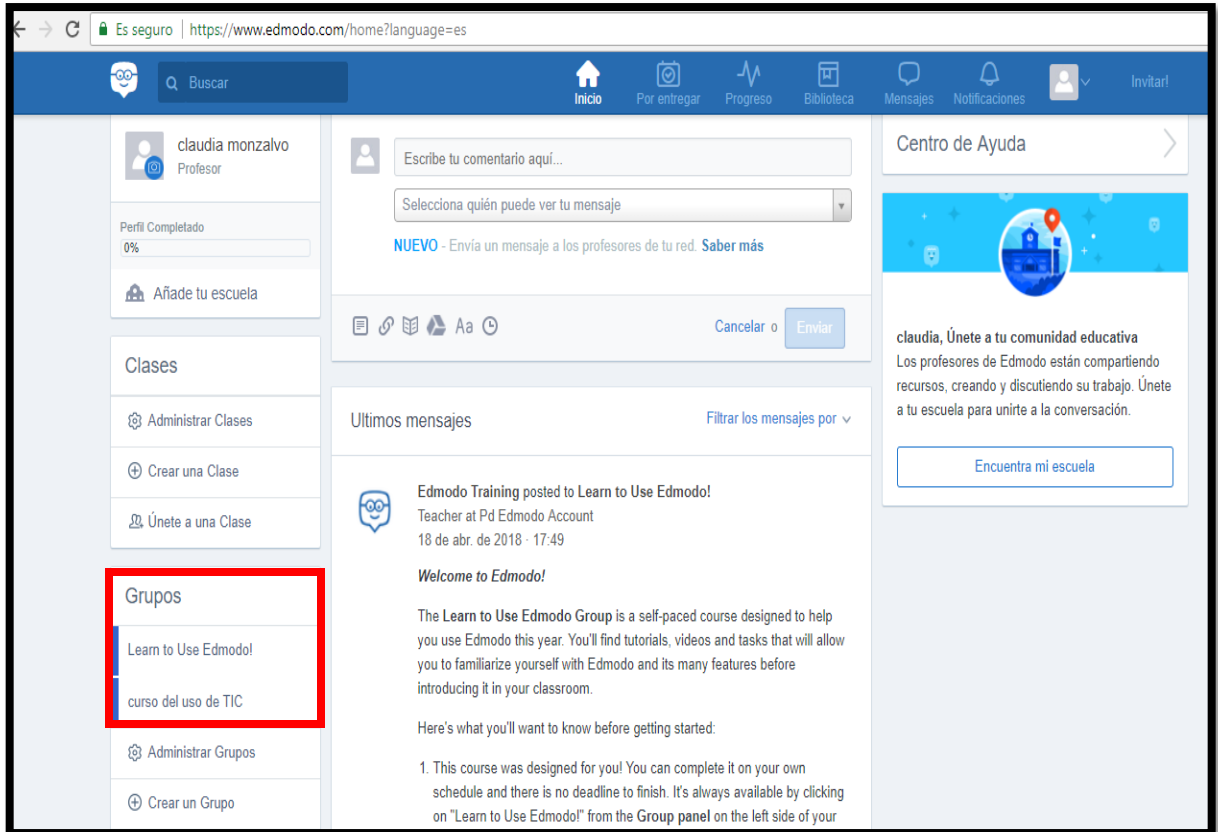 Es seguro | https://www.edmodo.com/home?language=es
Buscar
Inicio
Por entregar
Progreso
Biblioteca
Mensajes
Notificaciones
Invitar!
claudia monzalvo
Profesor
Perfil Completado
0%
Añade tu escuela
Clases
Administrar Clases
Crear una Clase
Únete a una Clase
Grupos
Learn to Use Edmodo!
curso del uso de TIC
Administrar Grupos
Crear un Grupo
Escribe tu comentario aquí...
Selecciona quién puede ver tu mensaje
NUEVO - Envía un mensaje a los profesores de tu red. Saber más
Aa
Cancelar o Enviar
Ultimos mensajes
Filtrar los mensajes por
Edmodo Training posted to Learn to Use Edmodo!
Teacher at Pd Edmodo Account
18 de abr. de 2018 · 17:49
Welcome to Edmodo!
The Learn to Use Edmodo Group is a self-paced course designed to help
you use Edmodo this year. You'll find tutorials, videos and tasks that will allow
you to familiarize yourself with Edmodo and its many features before
introducing it in your classroom.
Here's what you'll want to know before getting started:
1. This course was designed for you! You can complete it on your own
schedule and there is no deadline to finish. It's always available by clicking
on "Learn to Use Edmodo!" from the Group panel on the left side of your
Centro de Ayuda
claudia, Únete a tu comunidad educativa
Los profesores de Edmodo están compartiendo
recursos, creando y discutiendo su trabajo. Únete
a tu escuela para unirte a la conversación.
Encuentra mi escuela